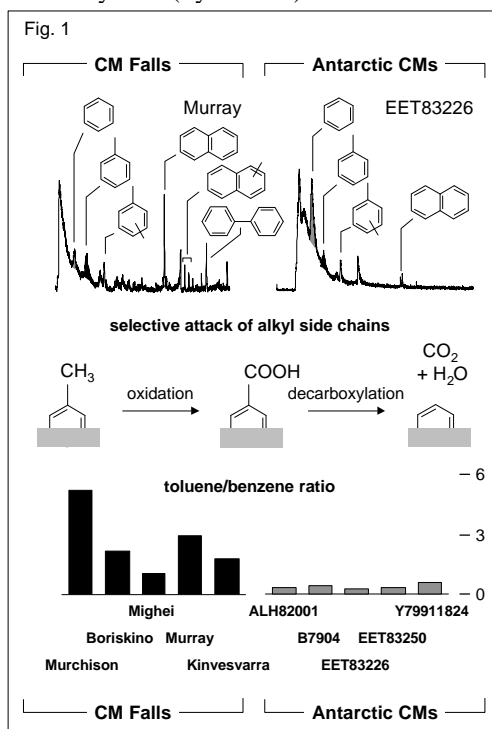 Fig. 1
CM Falls
Antarctic CMs
Murray
EET83226
selective attack of alkyl side chains
CH3
oxidation
COOH
decarboxylation
CO2
+ H2O
toluene/benzene ratio
6
3
0
Mighei
ALH82001
Y79911824
Boriskino
Murray
B7904
EET83250
Murchison
Kinvesvarra
EET83226
CM Falls
Antarctic CMs